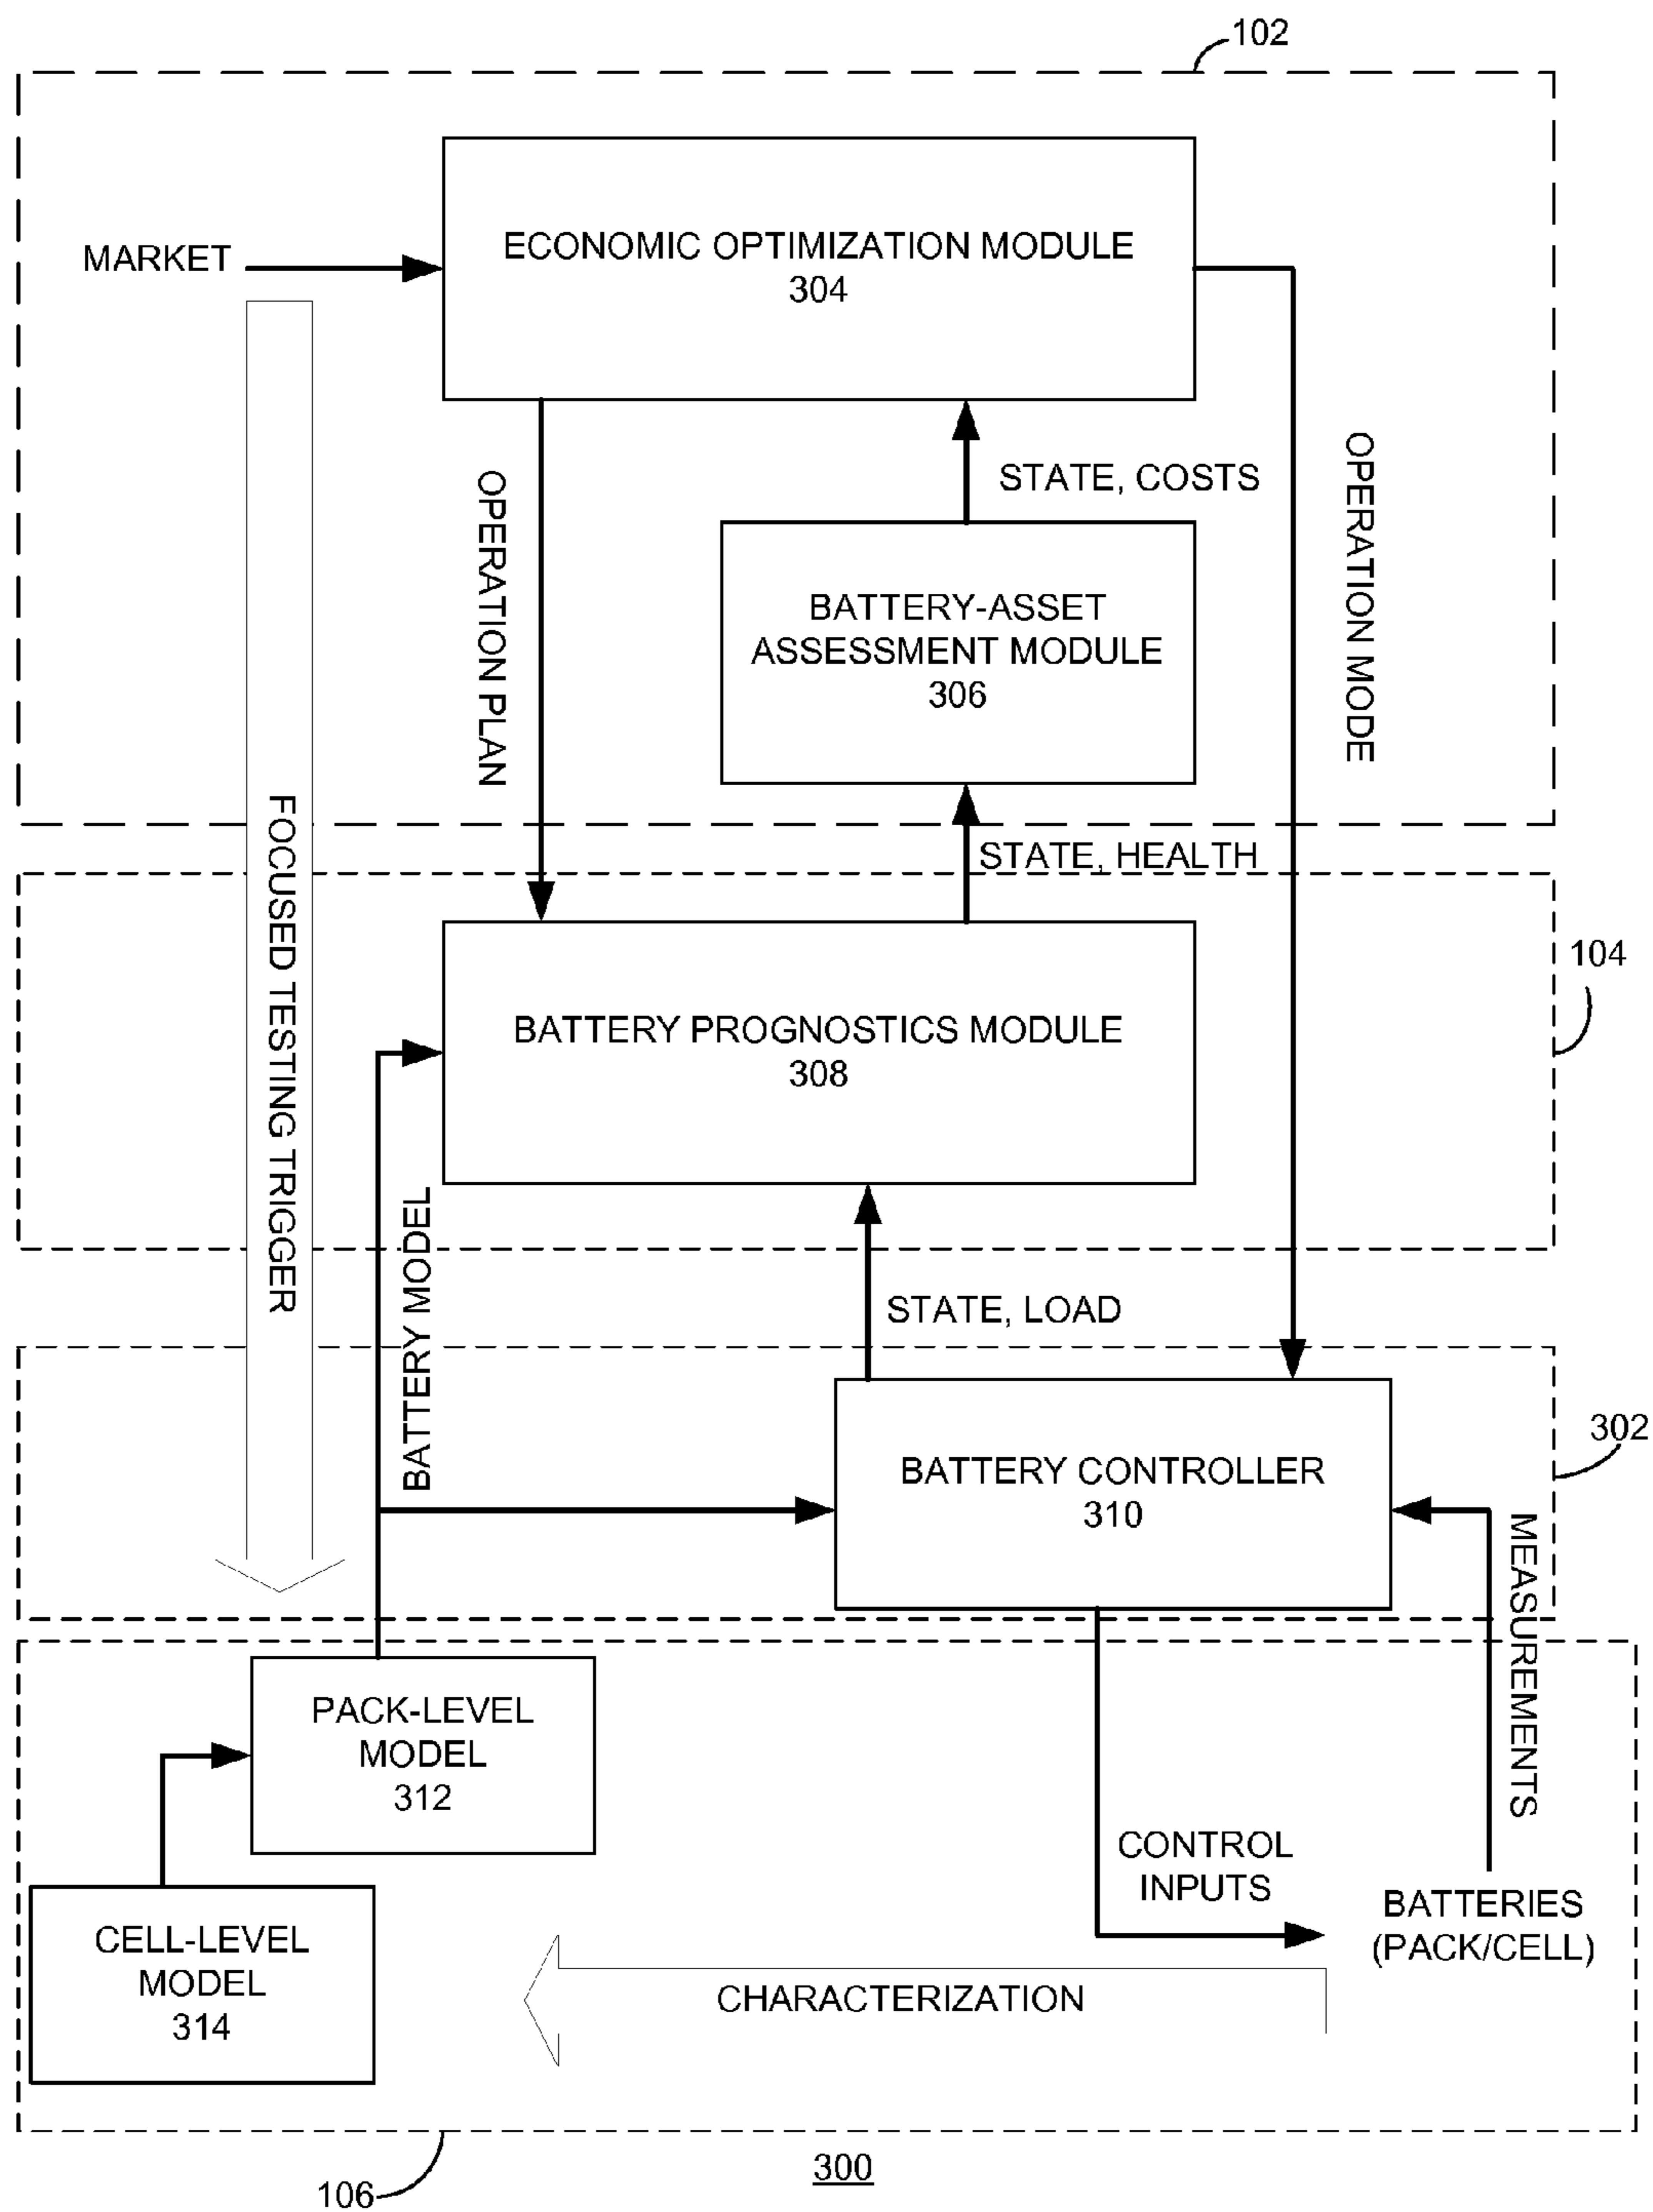 102
ECONOMIC OPTIMIZATION MODULE
304
MARKET
OPERATION PLAN
STATE, COSTS
OPERATION MODE
BATTERY-ASSET
ASSESSMENT MODULE
306
FOCUSED TESTING TRIGGER
STATE, HEALTH
104
BATTERY PROGNOSTICS MODULE
308
BATTERY MODEL
STATE, LOAD
302
BATTERY CONTROLLER
310
MEASUREMENTS
PACK-LEVEL
MODEL
312
CONTROL
INPUTS
BATTERIES
(PACK/CELL)
CELL-LEVEL
MODEL
314
CHARACTERIZATION
106
300